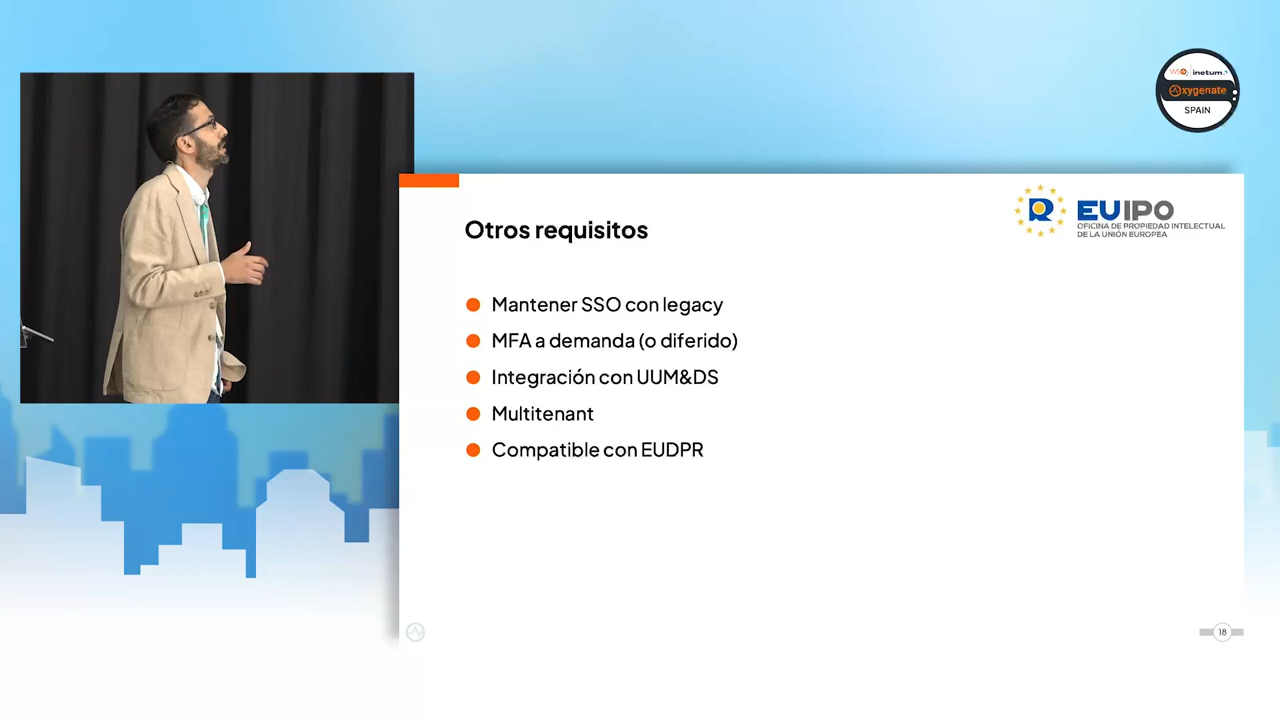 WSO2 inetum.
Oxygenate
SPAIN
EUIPO
OFICINA DE PROPIEDAD INTELECTUAL
DE LA UNIÓN EUROPEA
Otros requisitos
Mantener SSO con legacy
MFA a demanda (o diferido)
Integración con UUM&DS
Multitenant
Compatible con EUDPR
18